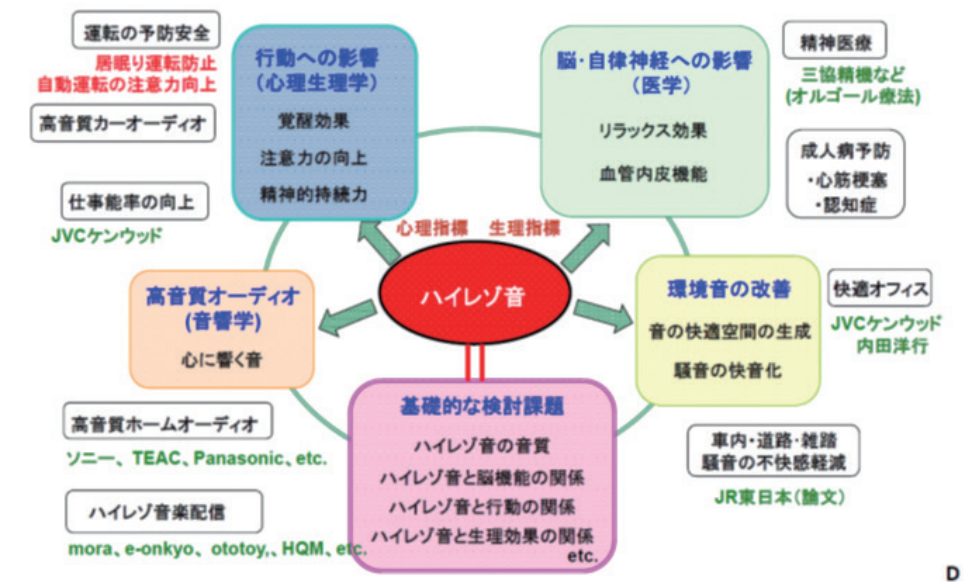 運転の予防安全
居眠り運転防止
自動運転の注意力向上
高音質カーオーディオ
仕事能率の向上
JVCケンウッド
行動への影響
(心理生理学)
覚醒効果
注意力の向上
精神的持続力
脳・自律神経への影響
(医学)
リラックス効果
血管内皮機能
精神医療
三協精機など
(オルゴール療法)
成人病予防
・心筋梗塞
・認知症
心理指標 生理指標
ハイレゾ音
高音質オーディオ
(音響学)
心に響く音
環境音の改善
音の快適空間の生成
騒音の快音化
快適オフィス
JVCケンウッド
内田洋行
高音質ホームオーディオ
ソニー、TEAC、Panasonic、etc.
ハイレゾ音楽配信
mora、e-onkyo、ototoy,、HQM、etc.
基礎的な検討課題
ハイレゾ音の音質
ハイレゾ音と脳機能の関係
ハイレゾ音と行動の関係
ハイレゾ音と生理効果の関係
etc.
車内・道路・雑踏
騒音の不快感軽減
JR東日本(論文)
D